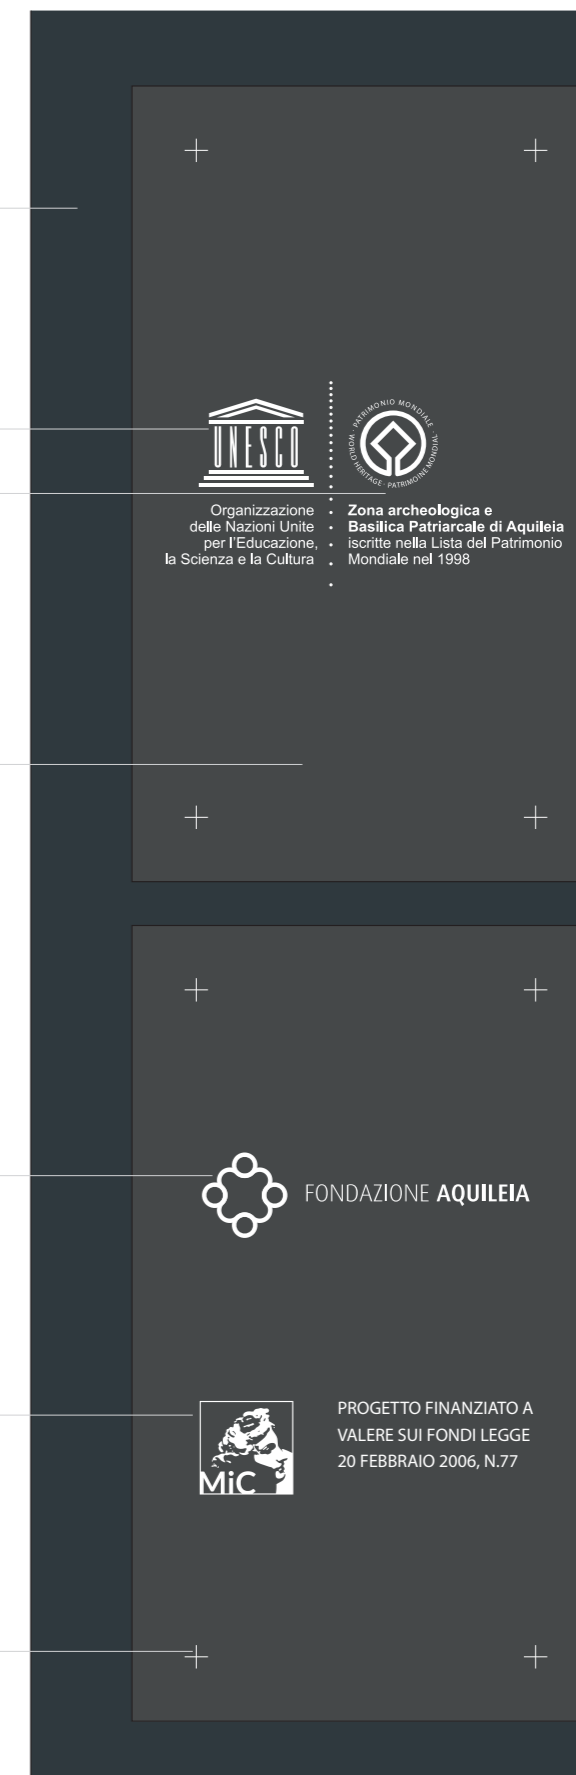 UNESCO
PATRIMONIO MONDIALE · WORLD HERITAGE · PATRIMOINE MONDIAL ·
Organizzazione
delle Nazioni Unite
per l'Educazione,
la Scienza e la Cultura
Zona archeologica e
Basilica Patriarcale di Aquileia
iscritte nella Lista del Patrimonio
Mondiale nel 1998
FONDAZIONE AQUILEIA
MiC
PROGETTO FINANZIATO A
VALERE SUI FONDI LEGGE
20 FEBBRAIO 2006, N.77